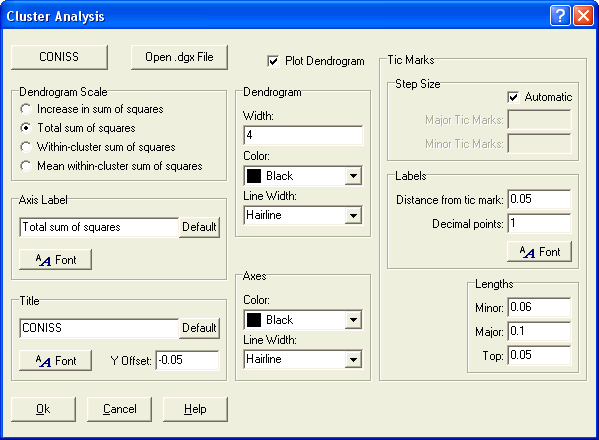 Cluster Analysis
CONISS
Open .dgx File
Plot Dendrogram
Dendrogram Scale
Increase in sum of squares
Total sum of squares
Within-cluster sum of squares
Mean within-cluster sum of squares
Axis Label
Total sum of squares Default
AA Font
Title
CONISS Default
AA Font Y Offset: -0.05
Dendrogram
Width:
4
Color:
Black
Line Width:
Hairline
Axes
Color:
Black
Line Width:
Hairline
Tic Marks
Step Size
Automatic
Major Tic Marks:
Minor Tic Marks:
Labels
Distance from tic mark: 0.05
Decimal points: 1
AA Font
Lengths
Minor: 0.06
Major: 0.1
Top: 0.05
Ok Cancel Help